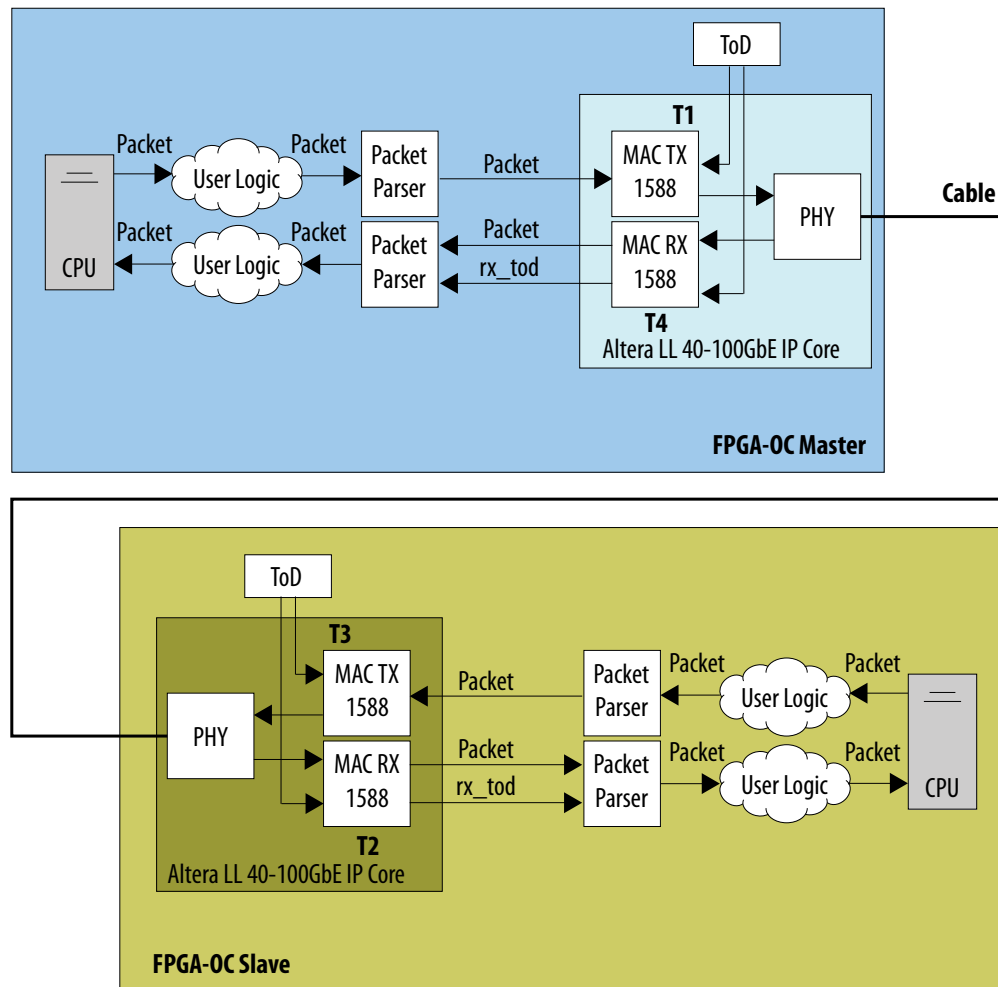 ToD
T1
Packet
Packet
Packet
Packet
Parser
User Logic
MAC TX
1588
PHY
Cable
Packet
Packet
Packet
Packet
Parser
User Logic
MAC RX
1588
CPU
rx_tod
T4
Altera LL 40-100GbE IP Core
FPGA-OC Master
ToD
T3
Packet
Packet
Packet
MAC TX
1588
Packet
Parser
User Logic
PHY
Packet
Packet
Packet
MAC RX
1588
Packet
Parser
User Logic
CPU
rx_tod
T2
Altera LL 40-100GbE IP Core
FPGA-OC Slave